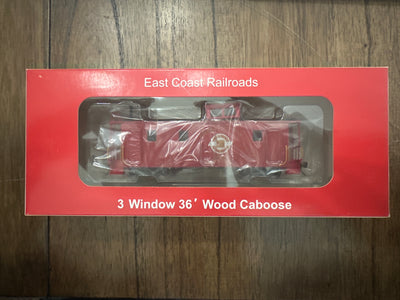 East Coast Railroads
3 Window 36' Wood Caboose